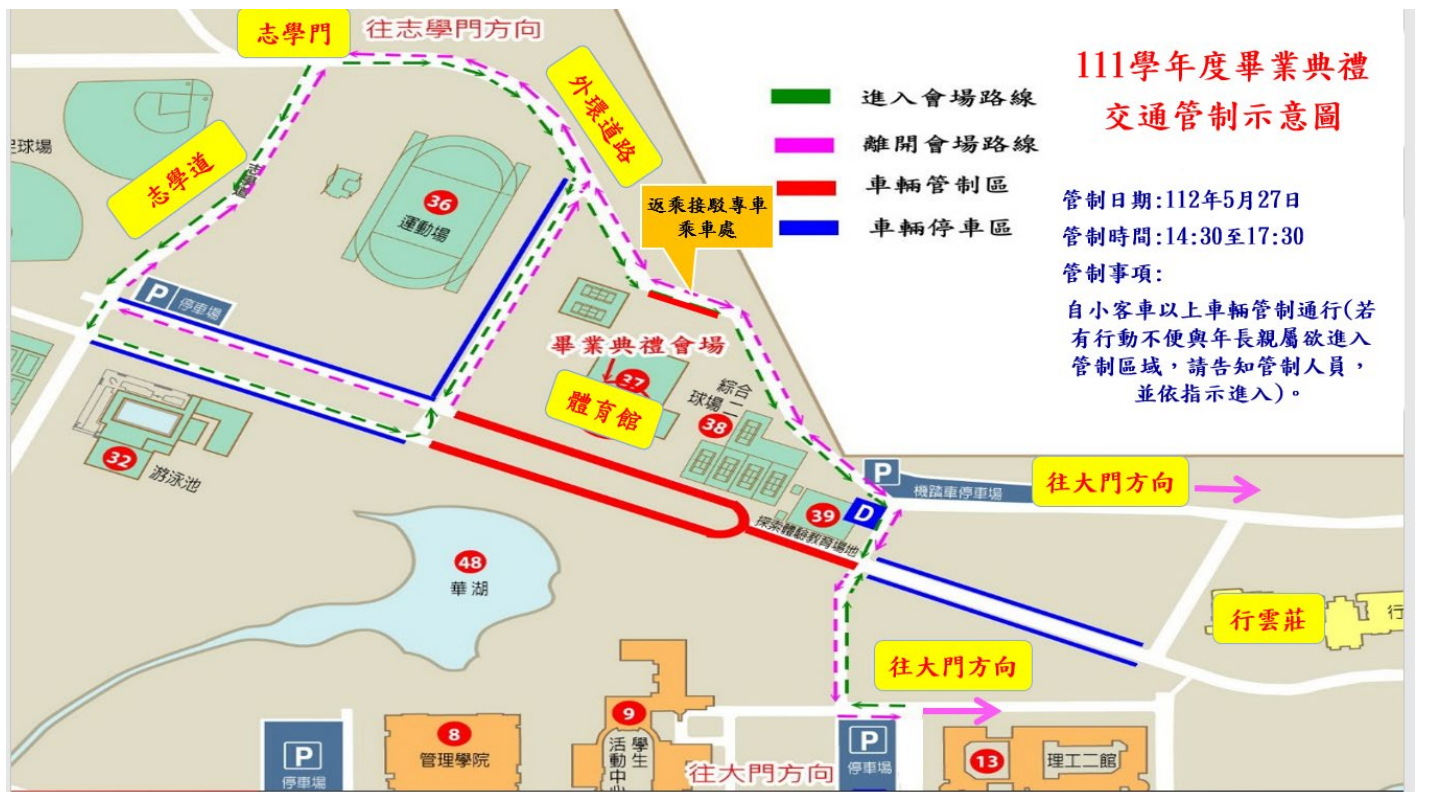 志學門
往志學門方向
111學年度畢業典禮
交通管制示意圖
進入會場路線
離開會場路線
車輛管制區
車輛停車區
管制日期:112年5月27日
管制時間:14:30至17:30
管制事項:
自小客車以上車輛管制通行(若
有行動不便與年長親屬欲進入
管制區域，請告知管制人員，
並依指示進入)。
外環道路
球場
志學道
志學道
返乘接駁專車
乘車處
36
運動場
P 停車場
畢業典禮會場
37
體育館
綜合
球場二
38
32
游泳池
39
D
探索體驗教育場地
P
機踏車停車場
往大門方向
48
華湖
行雲莊
行
往大門方向
8
管理學院
9
學生
活動中心
P
停車場
往大門方向
P
停車場
13
理工二館